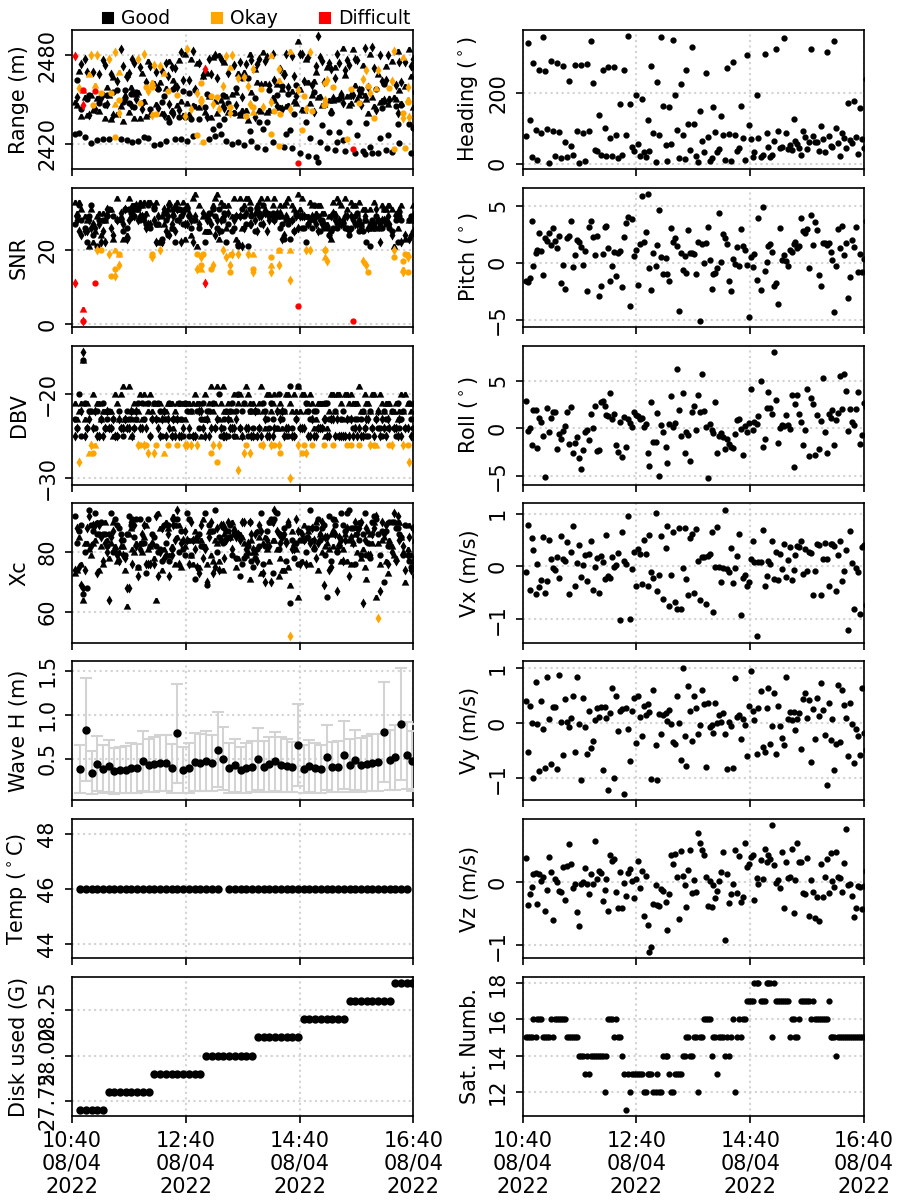 Good Okay Difficult
Range (m)
2480
2420
Heading (°)
200
0
SNR
20
0
Pitch (°)
5
0
−5
DBV
−20
−30
Roll (°)
5
0
−5
Xc
80
60
Vx (m/s)
1
0
−1
Wave H (m)
1.5
1.0
0.5
Vy (m/s)
1
0
−1
Temp (°C)
48
46
44
Vz (m/s)
0
−1
Disk used (G)
28.25
28.00
27.75
Sat. Numb.
18
16
14
12
10:40 12:40 14:40 16:40 10:40 12:40 14:40 16:40
08/04 08/04 08/04 08/04 08/04 08/04 08/04 08/04
2022 2022 2022 2022 2022 2022 2022 2022